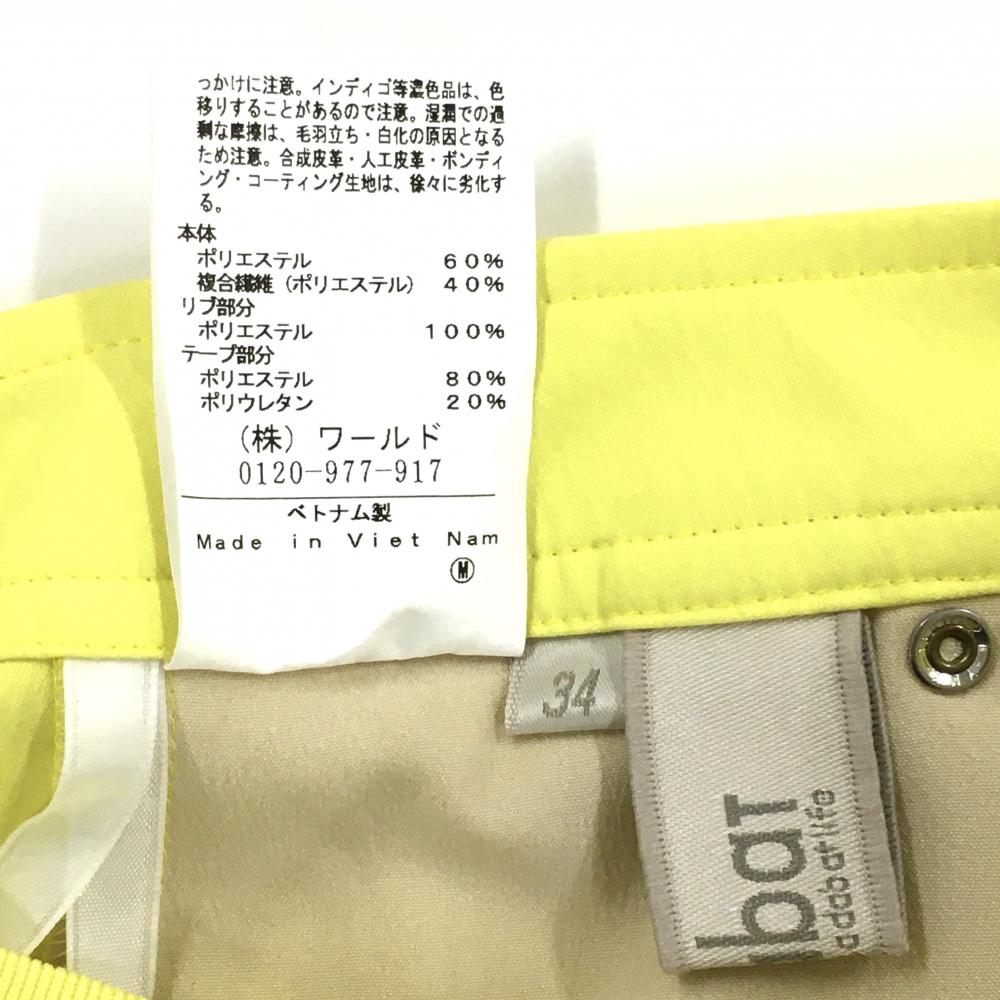 っかけに注意。インディゴ等濃色品は、色
移りすることがあるので注意。湿潤での過
剰な摩擦は、毛羽立ち・白化の原因となる
ため注意。合成皮革・人工皮革・ボンディ
ング・コーティング生地は、徐々に劣化す
る。
本体
ポリエステル 60%
複合繊維(ポリエステル) 40%
リブ部分
ポリエステル 100%
テープ部分
ポリエステル 80%
ポリウレタン 20%
(株)ワールド
0120-977-917
ベトナム製
Made in Viet Nam
M
34
abat
adabat life